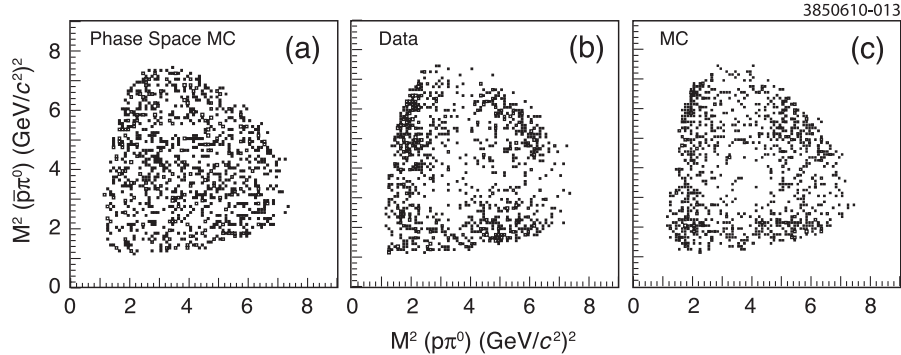 3850610-013
Phase Space MC (a) Data (b) MC (c)
8
6
4
2
0
M² (p̄π⁰) (GeV/c²)²
0 2 4 6 8 0 2 4 6 8 0 2 4 6 8
M² (pπ⁰) (GeV/c²)²